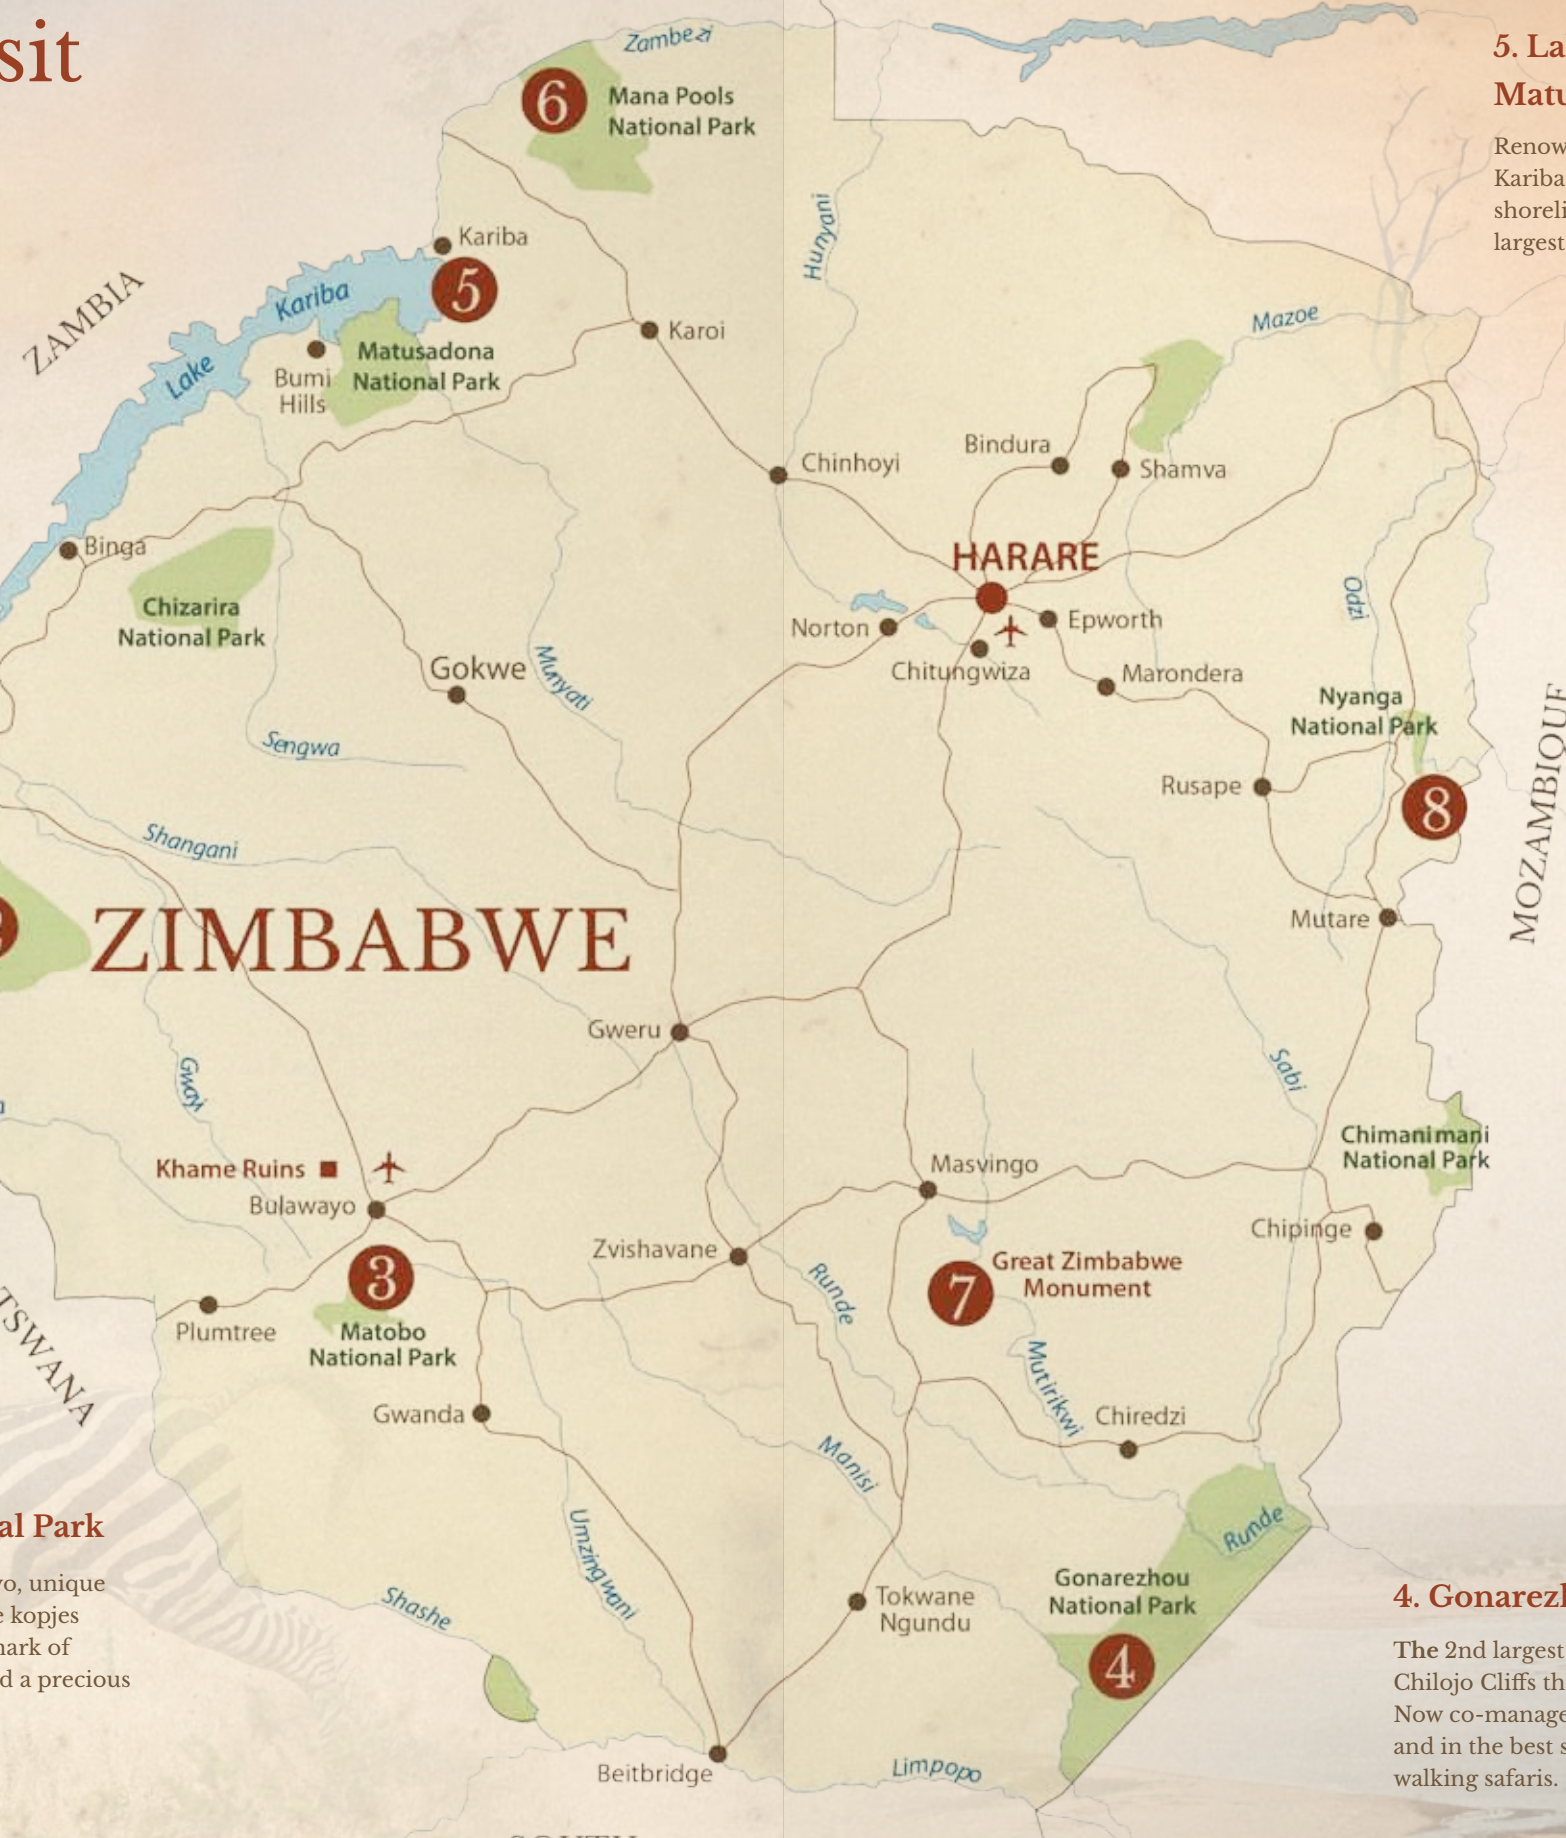 sit
5. La
Matu
Renow
Kariba
shoreli
largest
Zambezi
6
Mana Pools
National Park
Hunyani
Kariba
5
ZAMBIA
Kariba
Lake
Mazoe
Karoi
Matusadona
National Park
Bumi
Hills
Bindura
Chinhoyi
Shamva
Binga
HARARE
Chizarira
National Park
Odzi
Norton
Epworth
Chitungwiza
Marondera
Gokwe
Munyati
Nyanga
National Park
Sengwa
Rusape
8
MOZAMBIQUE
Shangani
ZIMBABWE
Mutare
Gweru
Gwayi
Sabi
Chimanimani
National Park
Khame Ruins
Masvingo
Bulawayo
Chipinge
Zvishavane
3
Runde
Great Zimbabwe
Monument
7
Plumtree
Matobo
National Park
TSWANA
Mutirikwi
Gwanda
Chiredzi
Manisi
Runde
al Park
Umzingwani
vo, unique
e kopjes
nark of
d a precious
Shashe
Gonarezhou
National Park
Tokwane
Ngundu
4
4. Gonarezh
The 2nd largest
Chilojo Cliffs th
Now co-manage
and in the best s
walking safaris.
Beitbridge
Limpopo